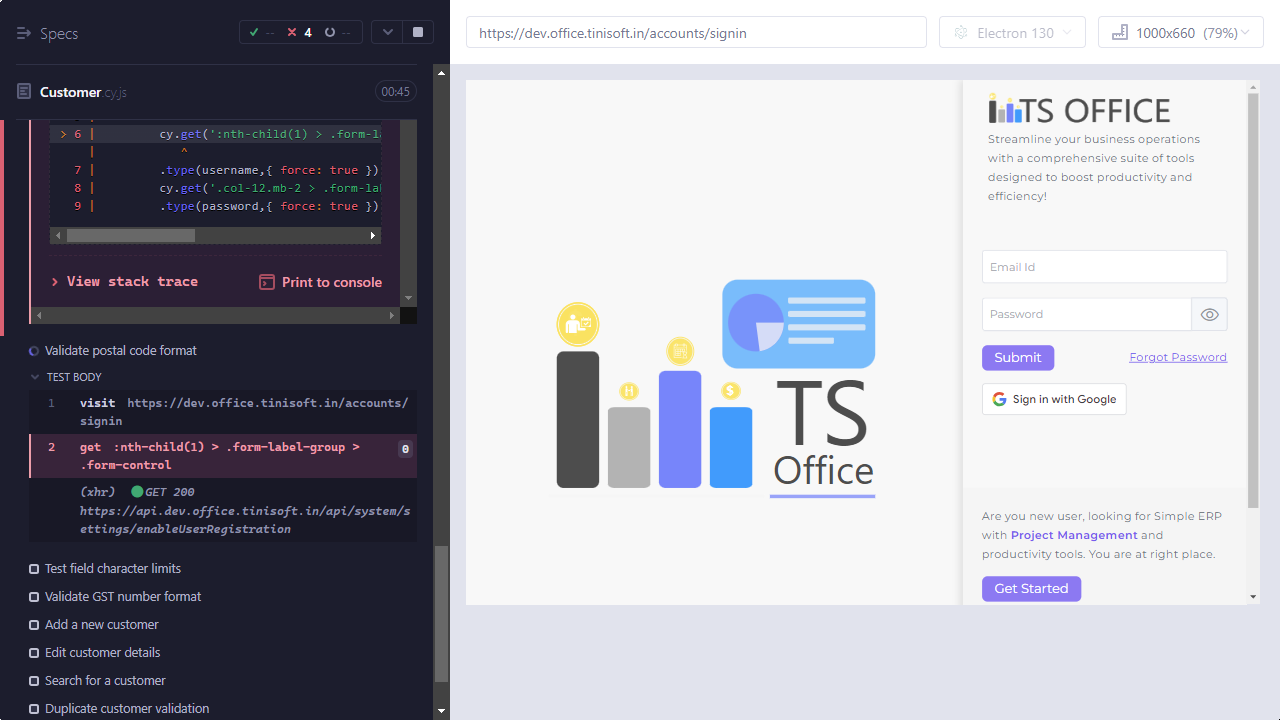 Specs
-- 4 --
Customer.cy.js 00:45
> 6 | cy.get(':nth-child(1) > .form-la
| ^
7 | .type(username,{ force: true })
8 | cy.get('.col-12.mb-2 > .form-lab
9 | .type(password,{ force: true })
> View stack trace Print to console
Validate postal code format
TEST BODY
1 visit https://dev.office.tinisoft.in/accounts/
signin
2 get :nth-child(1) > .form-label-group > 0
.form-control
(xhr) GET 200
https://api.dev.office.tinisoft.in/api/system/s
ettings/enableUserRegistration
Test field character limits
Validate GST number format
Add a new customer
Edit customer details
Search for a customer
Duplicate customer validation
https://dev.office.tinisoft.in/accounts/signin
Electron 130
1000x660 (79%)
H
$
TS
Office
TS OFFICE
Streamline your business operations
with a comprehensive suite of tools
designed to boost productivity and
efficiency!
Email Id
Password
Submit Forgot Password
Sign in with Google
Are you new user, looking for Simple ERP
with Project Management and
productivity tools. You are at right place.
Get Started